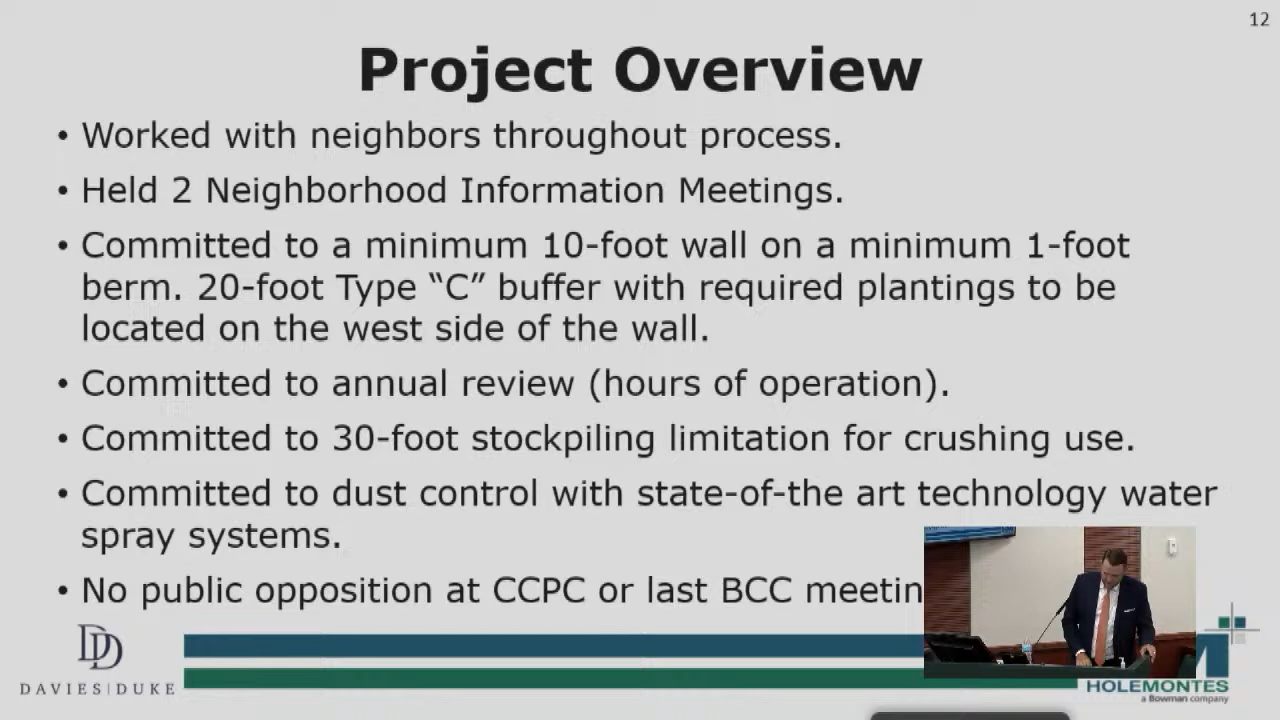 12
Project Overview
• Worked with neighbors throughout process.
• Held 2 Neighborhood Information Meetings.
• Committed to a minimum 10-foot wall on a minimum 1-foot
berm. 20-foot Type “C” buffer with required plantings to be
located on the west side of the wall.
• Committed to annual review (hours of operation).
• Committed to 30-foot stockpiling limitation for crushing use.
• Committed to dust control with state-of-the art technology water
spray systems.
• No public opposition at CCPC or last BCC meetin
DD
DAVIES|DUKE
HOLEMONTES
a Bowman company